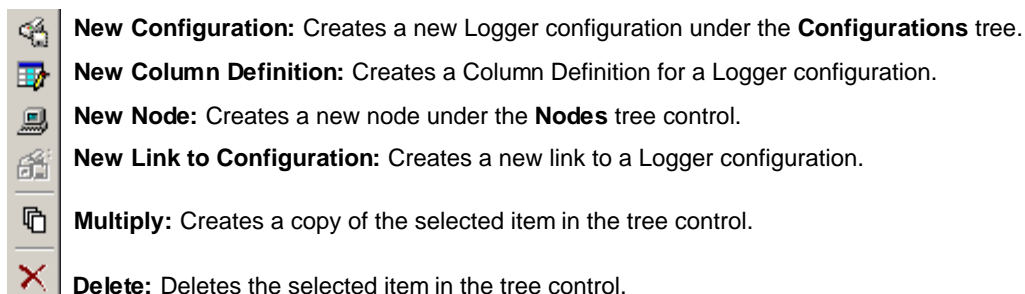 New Configuration: Creates a new Logger configuration under the Configurations tree.
New Column Definition: Creates a Column Definition for a Logger configuration.
New Node: Creates a new node under the Nodes tree control.
New Link to Configuration: Creates a new link to a Logger configuration.
Multiply: Creates a copy of the selected item in the tree control.
Delete: Deletes the selected item in the tree control.